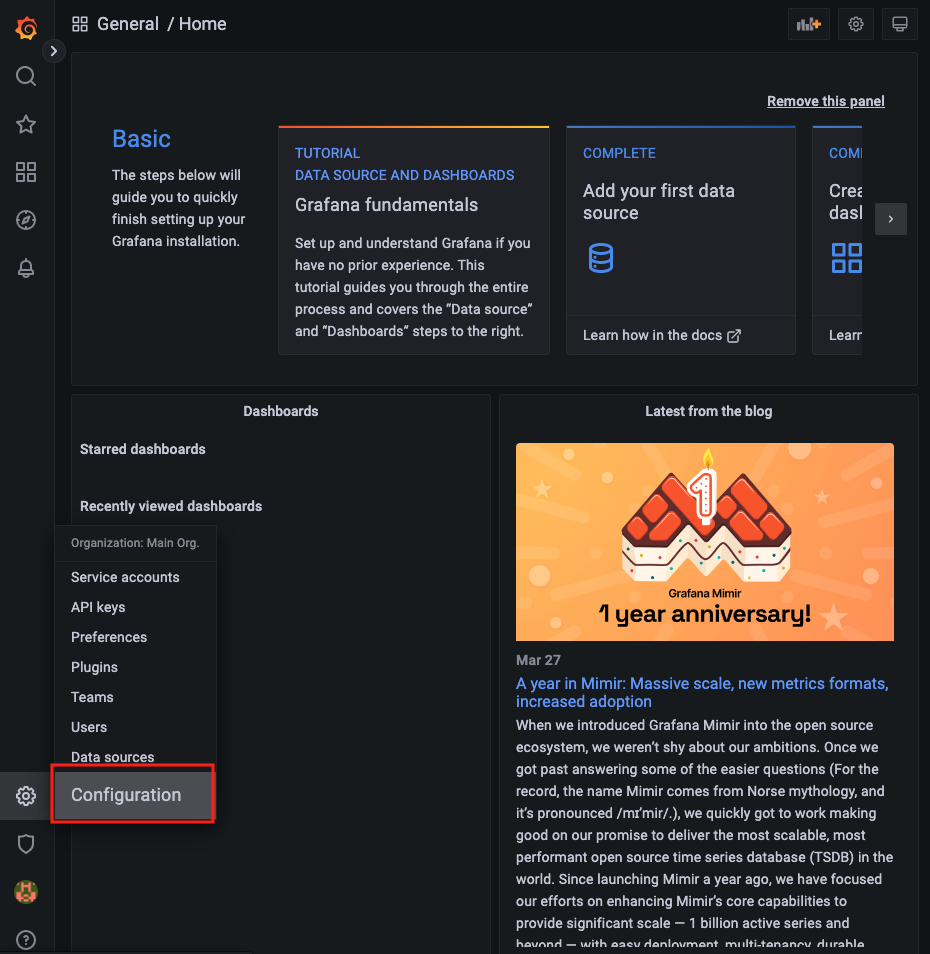 General / Home
Remove this panel
Basic
The steps below will
guide you to quickly
finish setting up your
Grafana installation.
TUTORIAL
DATA SOURCE AND DASHBOARDS
Grafana fundamentals
Set up and understand Grafana if you
have no prior experience. This
tutorial guides you through the entire
process and covers the “Data source”
and “Dashboards” steps to the right.
COMPLETE
Add your first data
source
Learn how in the docs
COM
Crea
dasl
Learn
Dashboards
Starred dashboards
Recently viewed dashboards
Organization: Main Org.
Service accounts
API keys
Preferences
Plugins
Teams
Users
Data sources
Configuration
Latest from the blog
1
Grafana Mimir
1 year anniversary!
Mar 27
A year in Mimir: Massive scale, new metrics formats,
increased adoption
When we introduced Grafana Mimir into the open source
ecosystem, we weren’t shy about our ambitions. Once we
got past answering some of the easier questions (For the
record, the name Mimir comes from Norse mythology, and
it’s pronounced /mɪ’mir/.), we quickly got to work making
good on our promise to deliver the most scalable, most
performant open source time series database (TSDB) in the
world. Since launching Mimir a year ago, we have focused
our efforts on enhancing Mimir’s core capabilities to
provide significant scale — 1 billion active series and
beyond — with easy deployment, multi-tenancy, durable